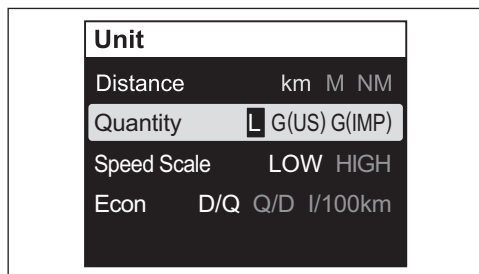 Unit
Distance km M NM
Quantity L G(US) G(IMP)
Speed Scale LOW HIGH
Econ D/Q Q/D l/100km